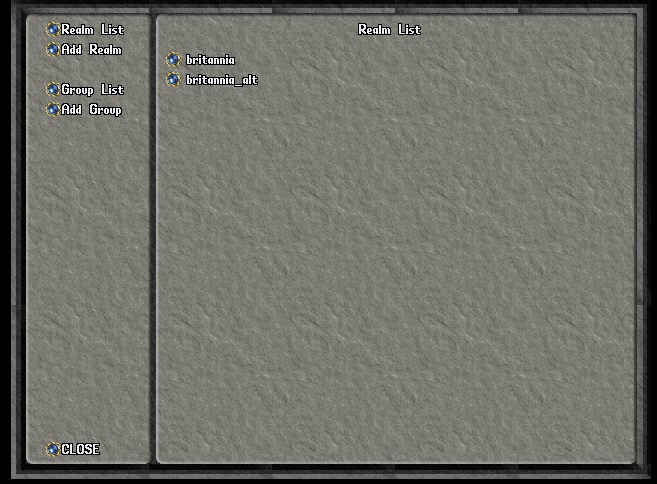 Realm List
Add Realm
Group List
Add Group
CLOSE
Realm List
britannia
britannia_alt